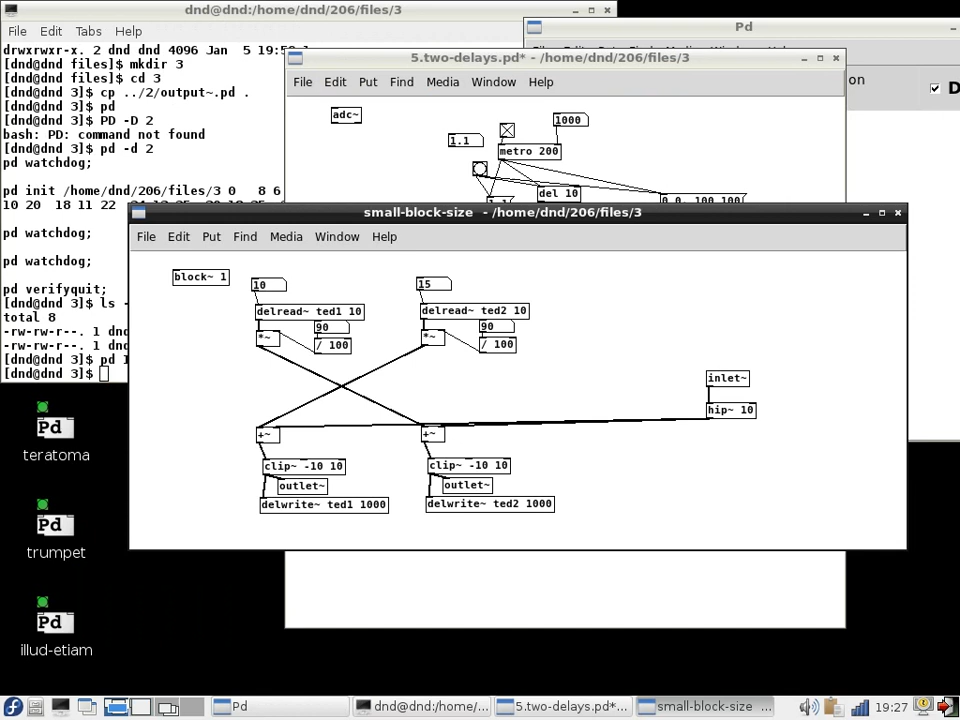 dnd@dnd:/home/dnd/206/files/3
File Edit Tabs Help
drwxrwxr-x. 2 dnd dnd 4096 Jan 5
[dnd@dnd files]$ mkdir 3
[dnd@dnd files]$ cd 3
[dnd@dnd 3]$ cp ../2/output~.pd .
[dnd@dnd 3]$ pd
[dnd@dnd 3]$ PD -D 2
bash: PD: command not found
[dnd@dnd 3]$ pd -d 2
pd watchdog;
pd init /home/dnd/206/files/3 0 8 6
10 20 18 11 22
pd watchdog;
pd watchdog;
pd verifyquit;
[dnd@dnd 3]$ ls -
total 8
-rw-rw-r--. 1 dnd
-rw-rw-r--. 1 dnd
[dnd@dnd 3]$ pd
[dnd@dnd 3]$
Pd
on
D
5.two-delays.pd* - /home/dnd/206/files/3
File Edit Put Find Media Window Help
adc~
1000
1.1
metro 200
del 10
0 0, 100 100
small-block-size - /home/dnd/206/files/3
File Edit Put Find Media Window Help
block~ 1
10
15
delread~ ted1 10
delread~ ted2 10
90
90
*~
*~
/ 100
/ 100
inlet~
hip~ 10
+~
+~
clip~ -10 10
clip~ -10 10
outlet~
outlet~
delwrite~ ted1 1000
delwrite~ ted2 1000
Pd
teratoma
Pd
trumpet
Pd
illud-etiam
Pd
dnd@dnd:/home/...
5.two-delays.pd*...
small-block-size ...
19:27